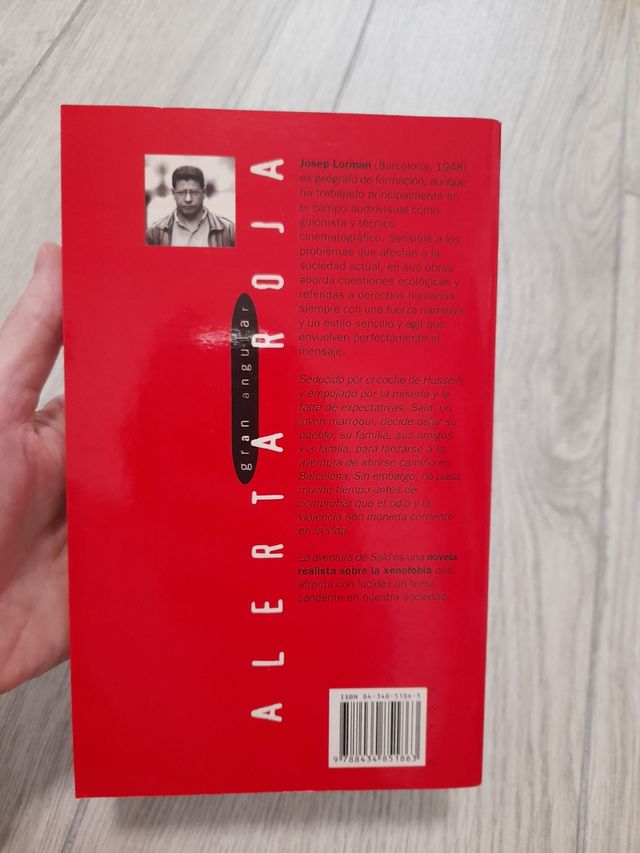 ALERTA ROJA
gran angular
Josep Lorman (Barcelona, 1948)
es geógrafo de formación, aunque
ha trabajado principalmente en
el campo audiovisual como
guionista y técnico
cinematográfico. Sensible a los
problemas que afectan a la
sociedad actual, en sus obras
aborda cuestiones ecológicas y
referidas a derechos humanos,
siempre con una fuerza narrativa
y un estilo sencillo y ágil que
envuelven perfectamente el
mensaje.
Seducido por el coche de Hussein
y empujado por la miseria y la
falta de expectativas, Saïd, un
joven marroquí, decide dejar su
pueblo, su familia, sus amigos
y a Jamila, para lanzarse a la
aventura de abrirse camino en
Barcelona. Sin embargo, no pasa
mucho tiempo antes de
comprobar que el odio y la
violencia son moneda corriente
en la vida.
La aventura de Saïd es una novela
realista sobre la xenofobia que
afronta con lucidez un tema
candente en nuestra sociedad.
ISBN 84-348-5186-5
9 788434 851863